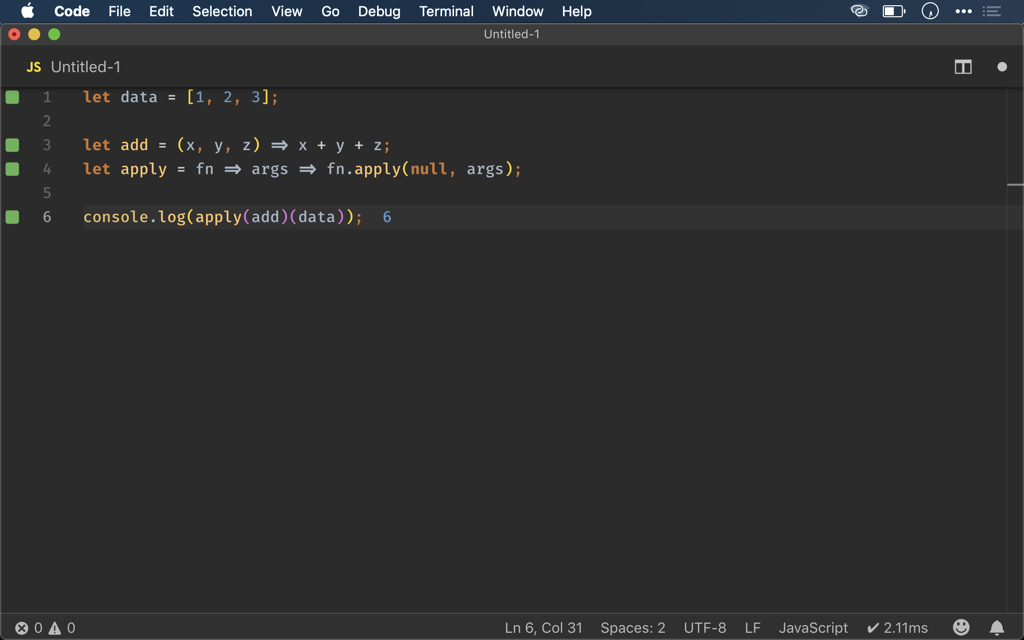 Code File Edit Selection View Go Debug Terminal Window Help
Untitled-1
JS Untitled-1
1 let data = [1, 2, 3];
2
3 let add = (x, y, z) => x + y + z;
4 let apply = fn => args => fn.apply(null, args);
5
6 console.log(apply(add)(data)); 6
0 0 Ln 6, Col 31 Spaces: 2 UTF-8 LF JavaScript ✔ 2.11ms